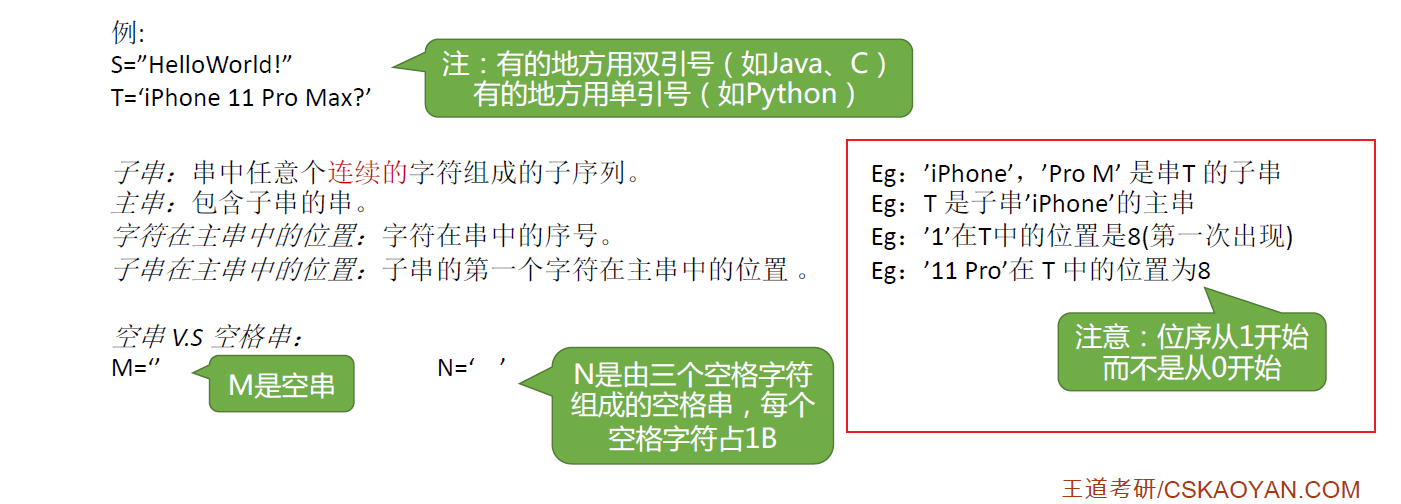 例:
S=”HelloWorld!”
T=‘iPhone 11 Pro Max?’
注：有的地方用双引号（如Java、C）
有的地方用单引号（如Python）
子串：串中任意个连续的字符组成的子序列。
主串：包含子串的串。
字符在主串中的位置：字符在串中的序号。
子串在主串中的位置：子串的第一个字符在主串中的位置 。
Eg：’iPhone’，’Pro M’ 是串T 的子串
Eg：T 是子串’iPhone’的主串
Eg：’1’在T中的位置是8(第一次出现)
Eg：’11 Pro’在 T 中的位置为8
注意：位序从1开始
而不是从0开始
空串 V.S 空格串：
M=‘’
M是空串
N=‘   ’
N是由三个空格字符
组成的空格串，每个
空格字符占1B
王道考研/CSKAOYAN.COM